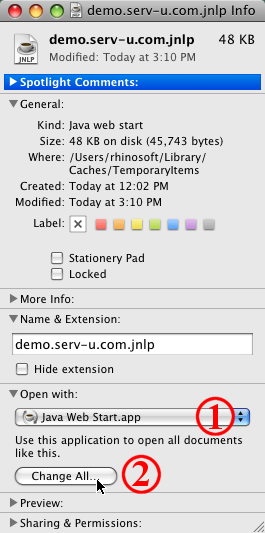 demo.serv-u.com.jnlp Info
JNLP
demo.serv-u.com.jnlp 48 KB
Modified: Today at 3:10 PM
Spotlight Comments:
General:
Kind: Java web start
Size: 48 KB on disk (45,743 bytes)
Where: /Users/rhinosoft/Library/
Caches/TemporaryItems
Created: Today at 12:02 PM
Modified: Today at 3:10 PM
Label:
Stationery Pad
Locked
More Info:
Name & Extension:
demo.serv-u.com.jnlp
Hide extension
Open with:
Java Web Start.app 1
Use this application to open all documents
like this.
Change All... 2
Preview:
Sharing & Permissions: